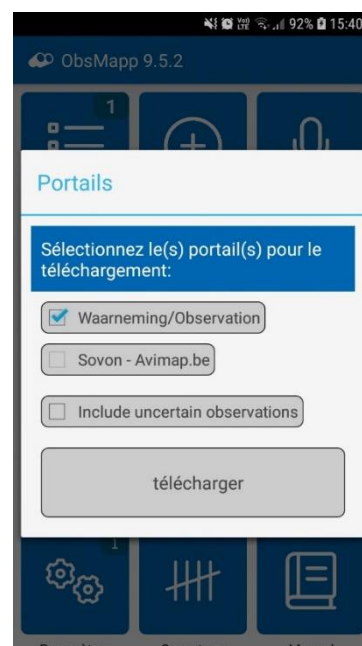 VoLTE 92% 15:40
ObsMapp 9.5.2
1
Portails
Sélectionnez le(s) portail(s) pour le
téléchargement:
Waarneming/Observation
Sovon - Avimap.be
Include uncertain observations
télécharger
1